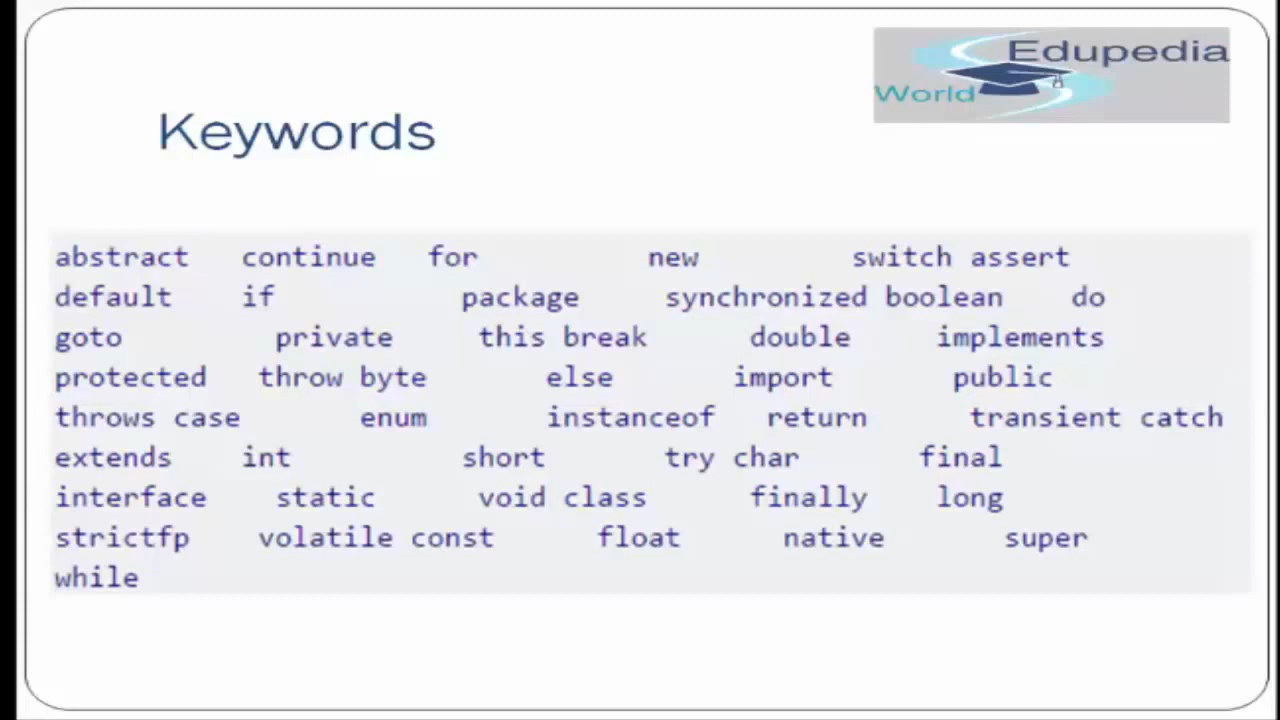 Edupedia
World
Keywords
abstract continue for new switch assert
default if package synchronized boolean do
goto private this break double implements
protected throw byte else import public
throws case enum instanceof return transient catch
extends int short try char final
interface static void class finally long
strictfp volatile const float native super
while